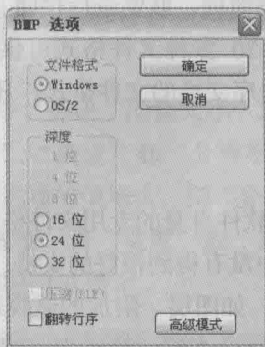 BMP 选项
文件格式
Windows
OS/2
确定
取消
深度
1 位
4 位
8 位
16 位
24 位
32 位
压缩(RLE)
翻转行序
高级模式